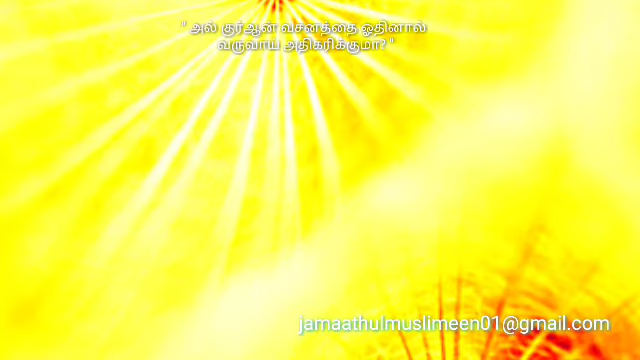 " அல் குர்ஆன் வசனத்தை ஓதினால்
வருவாய் அதிகரிக்குமா? "
jamaathulmuslimeen01@gmail.com